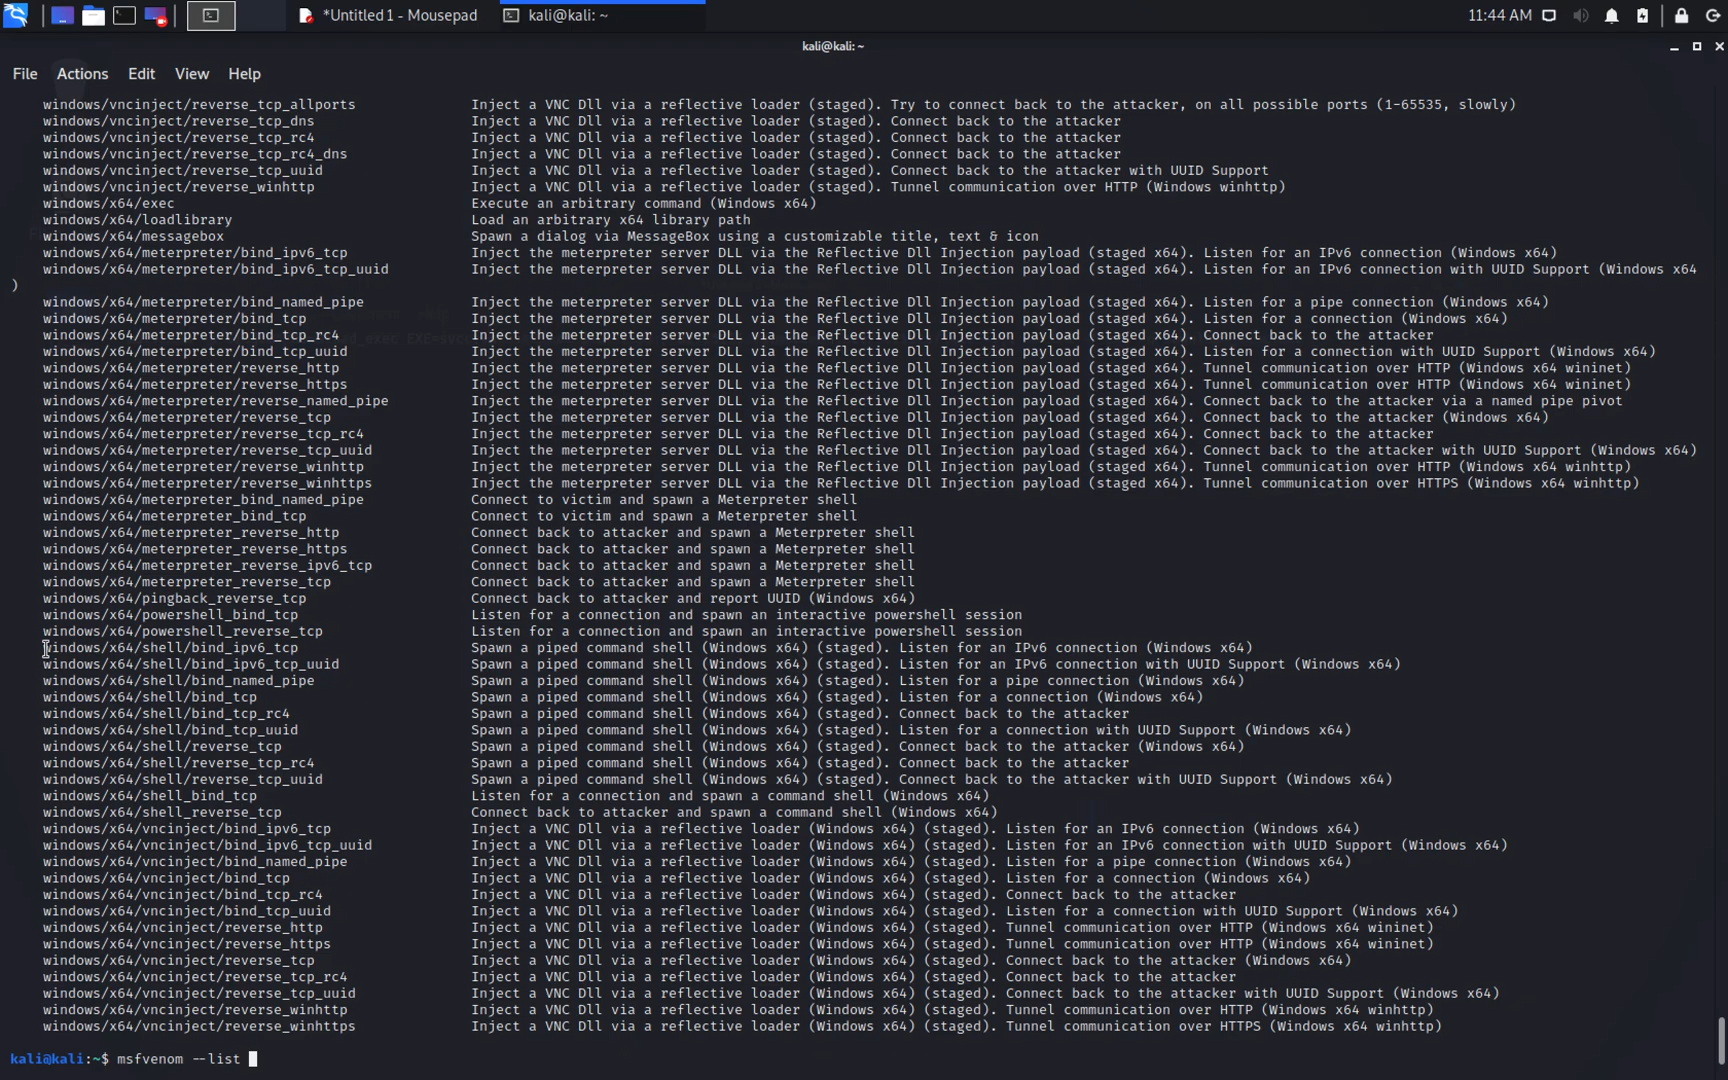 *Untitled 1 - Mousepad
kali@kali: ~
11:44 AM
kali@kali: ~
File Actions Edit View Help
windows/vncinject/reverse_tcp_allports Inject a VNC Dll via a reflective loader (staged). Try to connect back to the attacker, on all possible ports (1-65535, slowly)
windows/vncinject/reverse_tcp_dns Inject a VNC Dll via a reflective loader (staged). Connect back to the attacker
windows/vncinject/reverse_tcp_rc4 Inject a VNC Dll via a reflective loader (staged). Connect back to the attacker
windows/vncinject/reverse_tcp_rc4_dns Inject a VNC Dll via a reflective loader (staged). Connect back to the attacker
windows/vncinject/reverse_tcp_uuid Inject a VNC Dll via a reflective loader (staged). Connect back to the attacker with UUID Support
windows/vncinject/reverse_winhttp Inject a VNC Dll via a reflective loader (staged). Tunnel communication over HTTP (Windows winhttp)
windows/x64/exec Execute an arbitrary command (Windows x64)
windows/x64/loadlibrary Load an arbitrary x64 library path
windows/x64/messagebox Spawn a dialog via MessageBox using a customizable title, text & icon
windows/x64/meterpreter/bind_ipv6_tcp Inject the meterpreter server DLL via the Reflective Dll Injection payload (staged x64). Listen for an IPv6 connection (Windows x64)
windows/x64/meterpreter/bind_ipv6_tcp_uuid Inject the meterpreter server DLL via the Reflective Dll Injection payload (staged x64). Listen for an IPv6 connection with UUID Support (Windows x64
)
windows/x64/meterpreter/bind_named_pipe Inject the meterpreter server DLL via the Reflective Dll Injection payload (staged x64). Listen for a pipe connection (Windows x64)
windows/x64/meterpreter/bind_tcp Inject the meterpreter server DLL via the Reflective Dll Injection payload (staged x64). Listen for a connection (Windows x64)
windows/x64/meterpreter/bind_tcp_rc4 Inject the meterpreter server DLL via the Reflective Dll Injection payload (staged x64). Connect back to the attacker
windows/x64/meterpreter/bind_tcp_uuid Inject the meterpreter server DLL via the Reflective Dll Injection payload (staged x64). Listen for a connection with UUID Support (Windows x64)
windows/x64/meterpreter/reverse_http Inject the meterpreter server DLL via the Reflective Dll Injection payload (staged x64). Tunnel communication over HTTP (Windows x64 wininet)
windows/x64/meterpreter/reverse_https Inject the meterpreter server DLL via the Reflective Dll Injection payload (staged x64). Tunnel communication over HTTP (Windows x64 wininet)
windows/x64/meterpreter/reverse_named_pipe Inject the meterpreter server DLL via the Reflective Dll Injection payload (staged x64). Connect back to the attacker via a named pipe pivot
windows/x64/meterpreter/reverse_tcp Inject the meterpreter server DLL via the Reflective Dll Injection payload (staged x64). Connect back to the attacker (Windows x64)
windows/x64/meterpreter/reverse_tcp_rc4 Inject the meterpreter server DLL via the Reflective Dll Injection payload (staged x64). Connect back to the attacker
windows/x64/meterpreter/reverse_tcp_uuid Inject the meterpreter server DLL via the Reflective Dll Injection payload (staged x64). Connect back to the attacker with UUID Support (Windows x64)
windows/x64/meterpreter/reverse_winhttp Inject the meterpreter server DLL via the Reflective Dll Injection payload (staged x64). Tunnel communication over HTTP (Windows x64 winhttp)
windows/x64/meterpreter/reverse_winhttps Inject the meterpreter server DLL via the Reflective Dll Injection payload (staged x64). Tunnel communication over HTTPS (Windows x64 winhttp)
windows/x64/meterpreter_bind_named_pipe Connect to victim and spawn a Meterpreter shell
windows/x64/meterpreter_bind_tcp Connect to victim and spawn a Meterpreter shell
windows/x64/meterpreter_reverse_http Connect back to attacker and spawn a Meterpreter shell
windows/x64/meterpreter_reverse_https Connect back to attacker and spawn a Meterpreter shell
windows/x64/meterpreter_reverse_ipv6_tcp Connect back to attacker and spawn a Meterpreter shell
windows/x64/meterpreter_reverse_tcp Connect back to attacker and spawn a Meterpreter shell
windows/x64/pingback_reverse_tcp Connect back to attacker and report UUID (Windows x64)
windows/x64/powershell_bind_tcp Listen for a connection and spawn an interactive powershell session
windows/x64/powershell_reverse_tcp Listen for a connection and spawn an interactive powershell session
windows/x64/shell/bind_ipv6_tcp Spawn a piped command shell (Windows x64) (staged). Listen for an IPv6 connection (Windows x64)
windows/x64/shell/bind_ipv6_tcp_uuid Spawn a piped command shell (Windows x64) (staged). Listen for an IPv6 connection with UUID Support (Windows x64)
windows/x64/shell/bind_named_pipe Spawn a piped command shell (Windows x64) (staged). Listen for a pipe connection (Windows x64)
windows/x64/shell/bind_tcp Spawn a piped command shell (Windows x64) (staged). Listen for a connection (Windows x64)
windows/x64/shell/bind_tcp_rc4 Spawn a piped command shell (Windows x64) (staged). Connect back to the attacker
windows/x64/shell/bind_tcp_uuid Spawn a piped command shell (Windows x64) (staged). Listen for a connection with UUID Support (Windows x64)
windows/x64/shell/reverse_tcp Spawn a piped command shell (Windows x64) (staged). Connect back to the attacker (Windows x64)
windows/x64/shell/reverse_tcp_rc4 Spawn a piped command shell (Windows x64) (staged). Connect back to the attacker
windows/x64/shell/reverse_tcp_uuid Spawn a piped command shell (Windows x64) (staged). Connect back to the attacker with UUID Support (Windows x64)
windows/x64/shell_bind_tcp Listen for a connection and spawn a command shell (Windows x64)
windows/x64/shell_reverse_tcp Connect back to attacker and spawn a command shell (Windows x64)
windows/x64/vncinject/bind_ipv6_tcp Inject a VNC Dll via a reflective loader (Windows x64) (staged). Listen for an IPv6 connection (Windows x64)
windows/x64/vncinject/bind_ipv6_tcp_uuid Inject a VNC Dll via a reflective loader (Windows x64) (staged). Listen for an IPv6 connection with UUID Support (Windows x64)
windows/x64/vncinject/bind_named_pipe Inject a VNC Dll via a reflective loader (Windows x64) (staged). Listen for a pipe connection (Windows x64)
windows/x64/vncinject/bind_tcp Inject a VNC Dll via a reflective loader (Windows x64) (staged). Listen for a connection (Windows x64)
windows/x64/vncinject/bind_tcp_rc4 Inject a VNC Dll via a reflective loader (Windows x64) (staged). Connect back to the attacker
windows/x64/vncinject/bind_tcp_uuid Inject a VNC Dll via a reflective loader (Windows x64) (staged). Listen for a connection with UUID Support (Windows x64)
windows/x64/vncinject/reverse_http Inject a VNC Dll via a reflective loader (Windows x64) (staged). Tunnel communication over HTTP (Windows x64 wininet)
windows/x64/vncinject/reverse_https Inject a VNC Dll via a reflective loader (Windows x64) (staged). Tunnel communication over HTTP (Windows x64 wininet)
windows/x64/vncinject/reverse_tcp Inject a VNC Dll via a reflective loader (Windows x64) (staged). Connect back to the attacker (Windows x64)
windows/x64/vncinject/reverse_tcp_rc4 Inject a VNC Dll via a reflective loader (Windows x64) (staged). Connect back to the attacker
windows/x64/vncinject/reverse_tcp_uuid Inject a VNC Dll via a reflective loader (Windows x64) (staged). Connect back to the attacker with UUID Support (Windows x64)
windows/x64/vncinject/reverse_winhttp Inject a VNC Dll via a reflective loader (Windows x64) (staged). Tunnel communication over HTTP (Windows x64 winhttp)
windows/x64/vncinject/reverse_winhttps Inject a VNC Dll via a reflective loader (Windows x64) (staged). Tunnel communication over HTTPS (Windows x64 winhttp)
kali@kali:~$ msfvenom --list